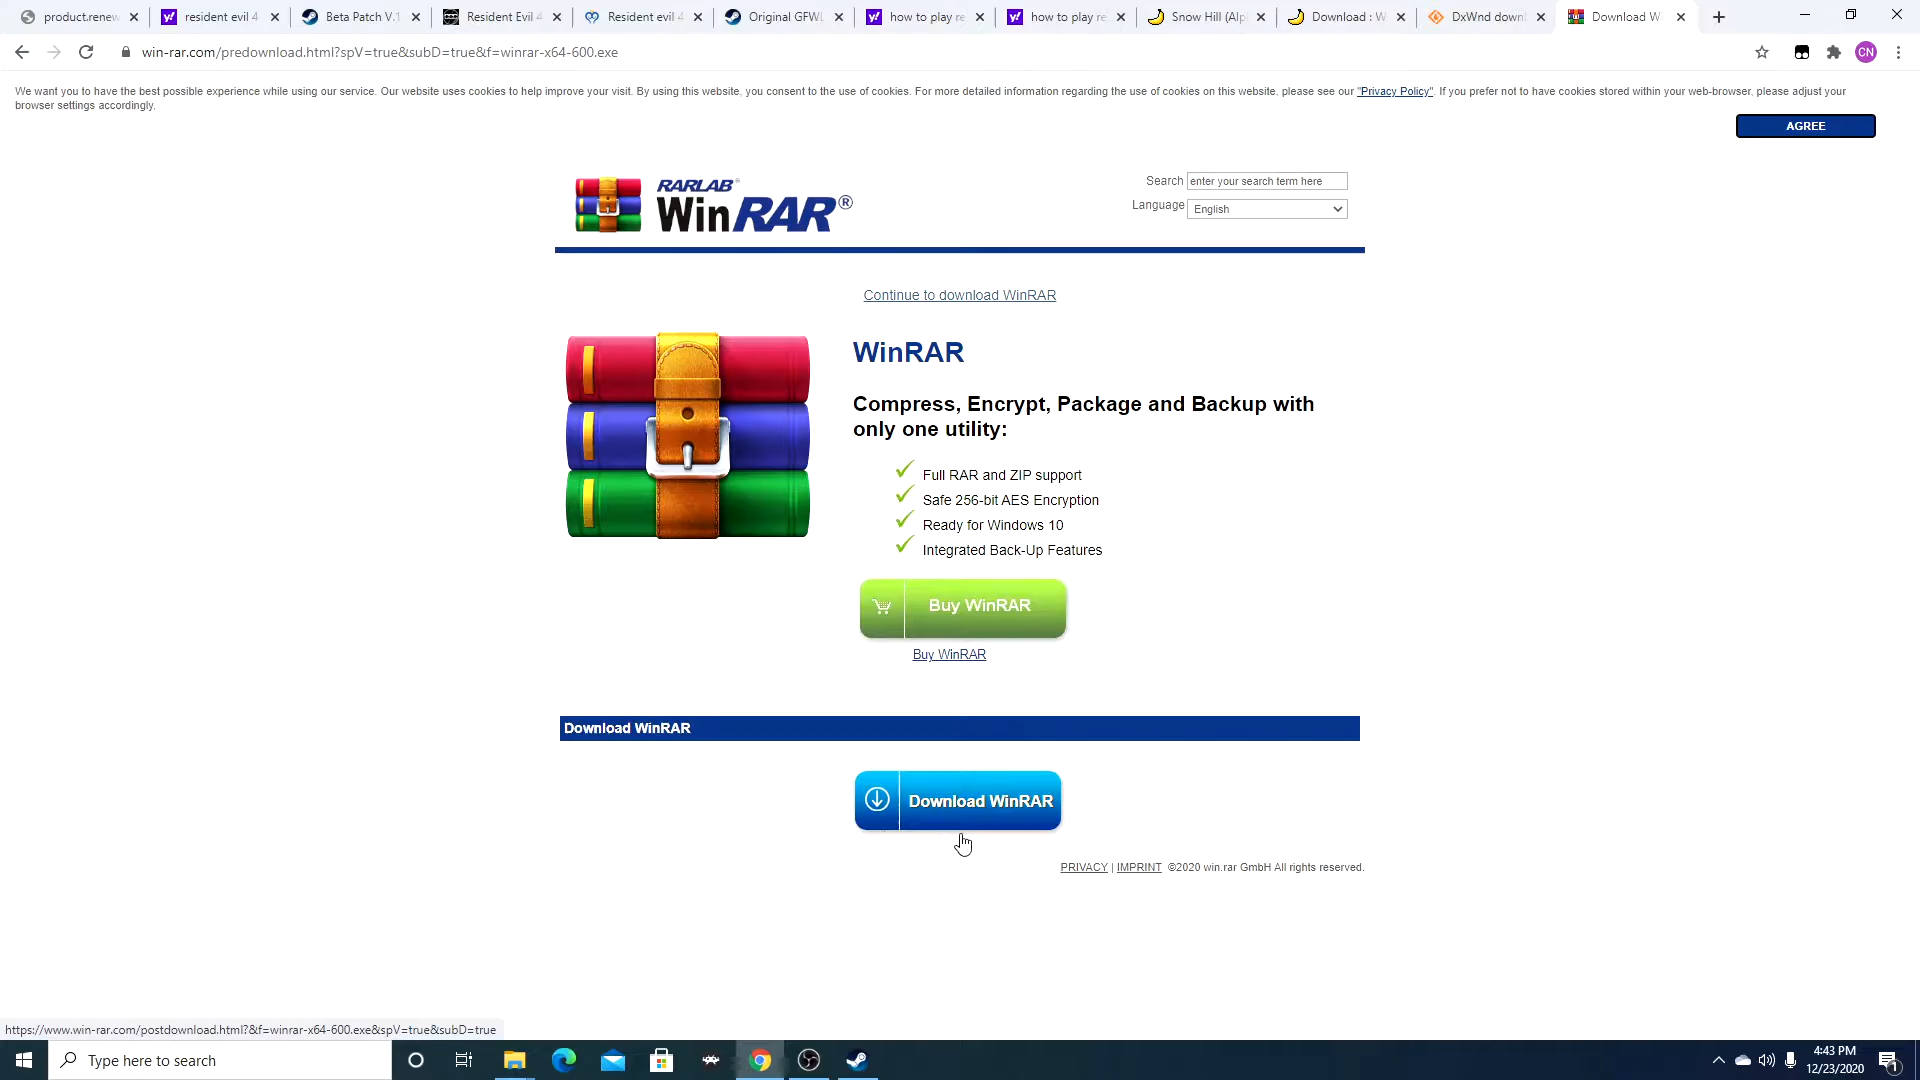 product.renew
resident evil 4
Beta Patch V.1
Resident Evil 4
Resident evil 4
Original GFWL
how to play re
how to play re
Snow Hill (Alp
Download : W
DxWnd downl
Download Wi
win-rar.com/predownload.html?spV=true&subD=true&f=winrar-x64-600.exe
CN
We want you to have the best possible experience while using our service. Our website uses cookies to help improve your visit. By using this website, you consent to the use of cookies. For more detailed information regarding the use of cookies on this website, please see our "Privacy Policy". If you prefer not to have cookies stored within your web-browser, please adjust your
browser settings accordingly.
AGREE
RARLAB®
WinRAR®
Search enter your search term here
Language English
Continue to download WinRAR
WinRAR
Compress, Encrypt, Package and Backup with
only one utility:
Full RAR and ZIP support
Safe 256-bit AES Encryption
Ready for Windows 10
Integrated Back-Up Features
Buy WinRAR
Buy WinRAR
Download WinRAR
Download WinRAR
PRIVACY | IMPRINT ©2020 win.rar GmbH All rights reserved.
https://www.win-rar.com/postdownload.html?&f=winrar-x64-600.exe&spV=true&subD=true
Type here to search
4:43 PM
12/23/2020
1